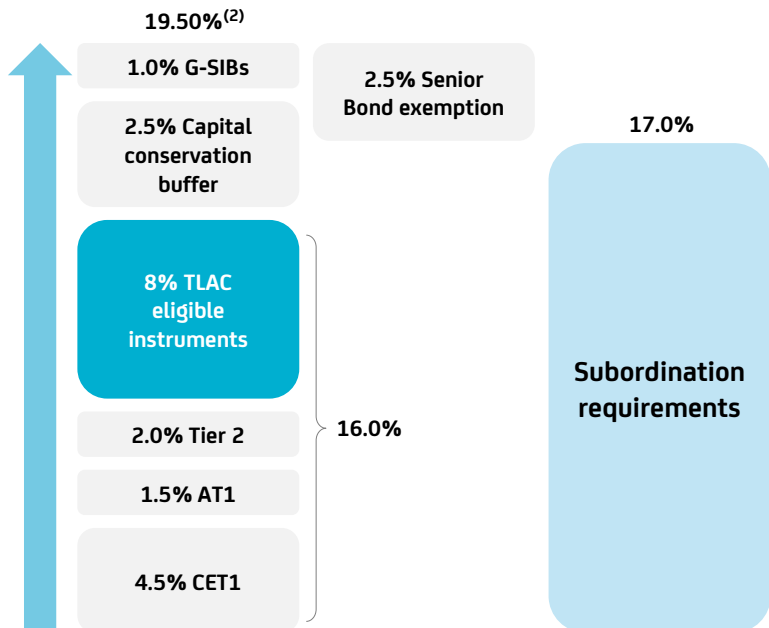 19.50%(2)
1.0% G-SIBs
2.5% Senior
Bond exemption
2.5% Capital
conservation
buffer
17.0%
8% TLAC
eligible
instruments
Subordination
requirements
2.0% Tier 2
16.0%
1.5% AT1
4.5% CET1